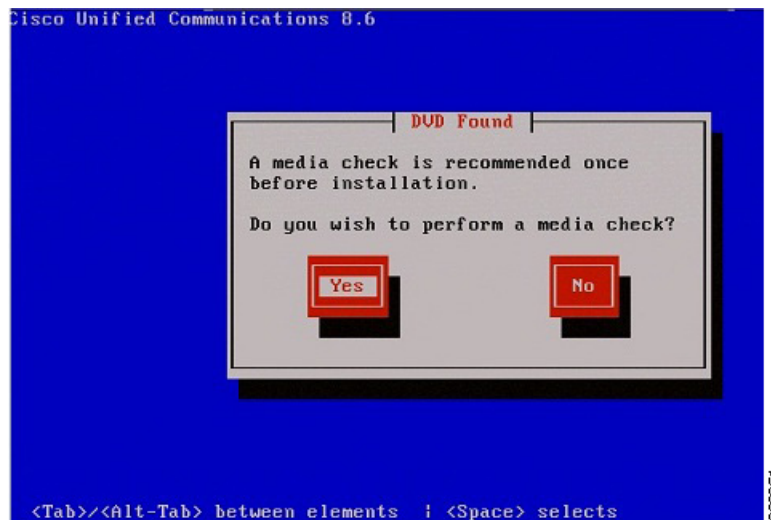 Cisco Unified Communications 8.6
DVD Found
A media check is recommended once
before installation.
Do you wish to perform a media check?
Yes
No
<Tab>/<Alt-Tab> between elements ¦ <Space> selects